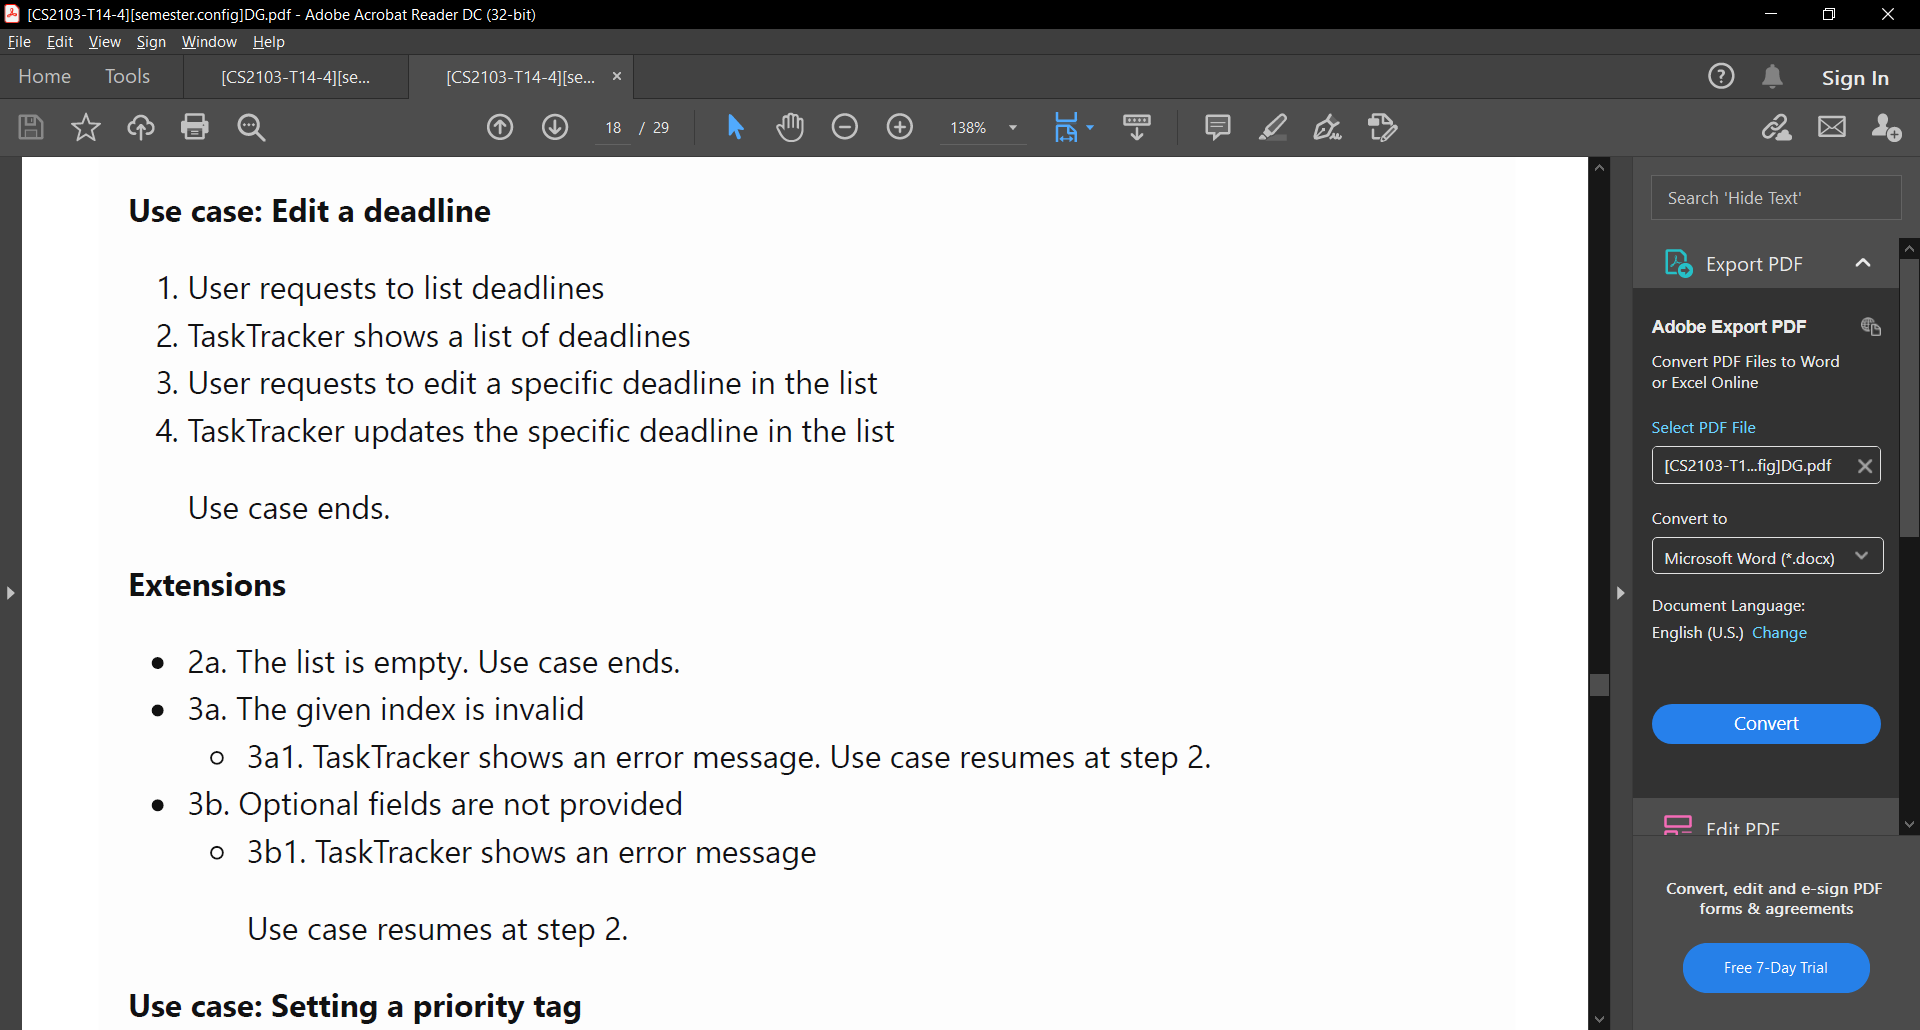 [CS2103-T14-4][semester.config]DG.pdf - Adobe Acrobat Reader DC (32-bit)
File Edit View Sign Window Help
Home Tools [CS2103-T14-4][se... [CS2103-T14-4][se... × Sign In
18 / 29 138%
Use case: Edit a deadline
1. User requests to list deadlines
2. TaskTracker shows a list of deadlines
3. User requests to edit a specific deadline in the list
4. TaskTracker updates the specific deadline in the list
Use case ends.
Extensions
• 2a. The list is empty. Use case ends.
• 3a. The given index is invalid
○ 3a1. TaskTracker shows an error message. Use case resumes at step 2.
• 3b. Optional fields are not provided
○ 3b1. TaskTracker shows an error message
Use case resumes at step 2.
Use case: Setting a priority tag
Search 'Hide Text'
Export PDF
Adobe Export PDF
Convert PDF Files to Word
or Excel Online
Select PDF File
[CS2103-T1...fig]DG.pdf
Convert to
Microsoft Word (*.docx)
Document Language:
English (U.S.) Change
Convert
Edit PDF
Convert, edit and e-sign PDF
forms & agreements
Free 7-Day Trial